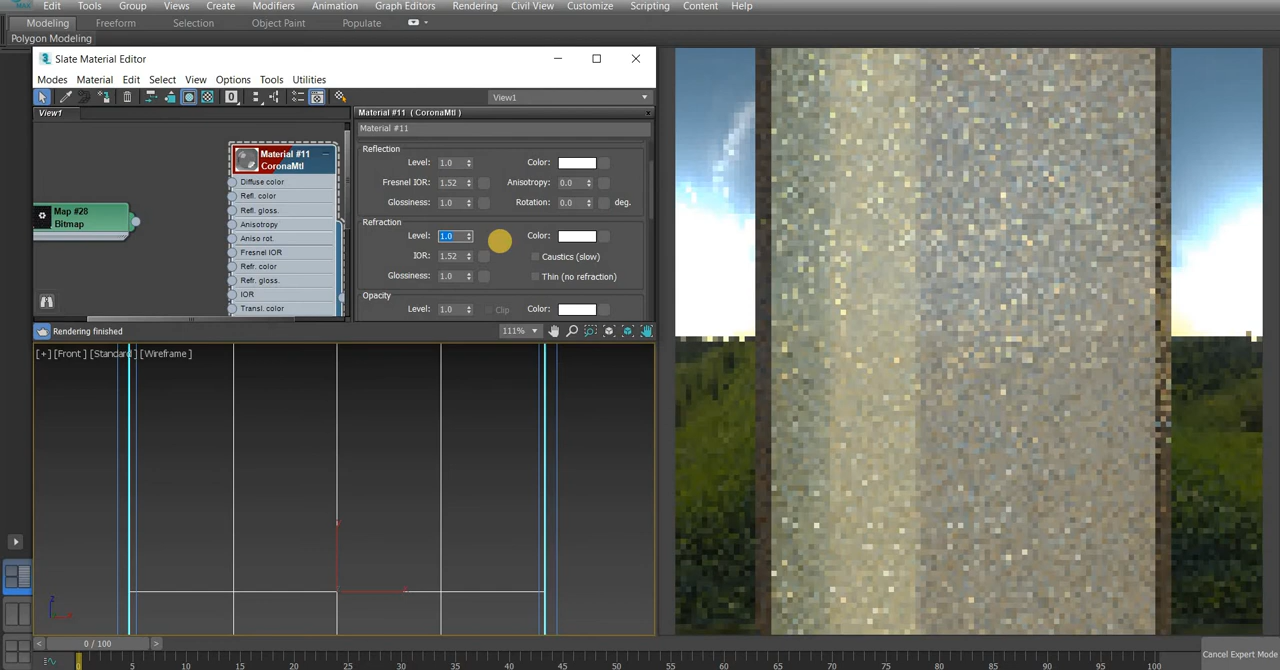 Edit Tools Group Views Create Modifiers Animation Graph Editors Rendering Civil View Customize Scripting Content Help
Modeling Freeform Selection Object Paint Populate
Polygon Modeling
Slate Material Editor
Modes Material Edit Select View Options Tools Utilities
View1
View1
Material #11 ( CoronaMtl )
Material #11
Material #11
CoronaMtl
Diffuse color
Refl. color
Refl. gloss.
Anisotropy
Aniso rot.
Fresnel IOR
Refr. color
Refr. gloss.
IOR
Transl. color
Map #28
Bitmap
Reflection
Level: 1.0 Color:
Fresnel IOR: 1.52 Anisotropy: 0.0
Glossiness: 1.0 Rotation: 0.0 deg.
Refraction
Level: 1.0 Color:
IOR: 1.52 Caustics (slow)
Glossiness: 1.0 Thin (no refraction)
Opacity
Level: 1.0 Clip Color:
Rendering finished
111%
[+] [Front ] [Standard ] [Wireframe ]
< 0 / 100 >
0 5 10 15 20 25 30 35 40 45 50 55 60 65 70 75 80 85 90 95 100
Cancel Expert Mode